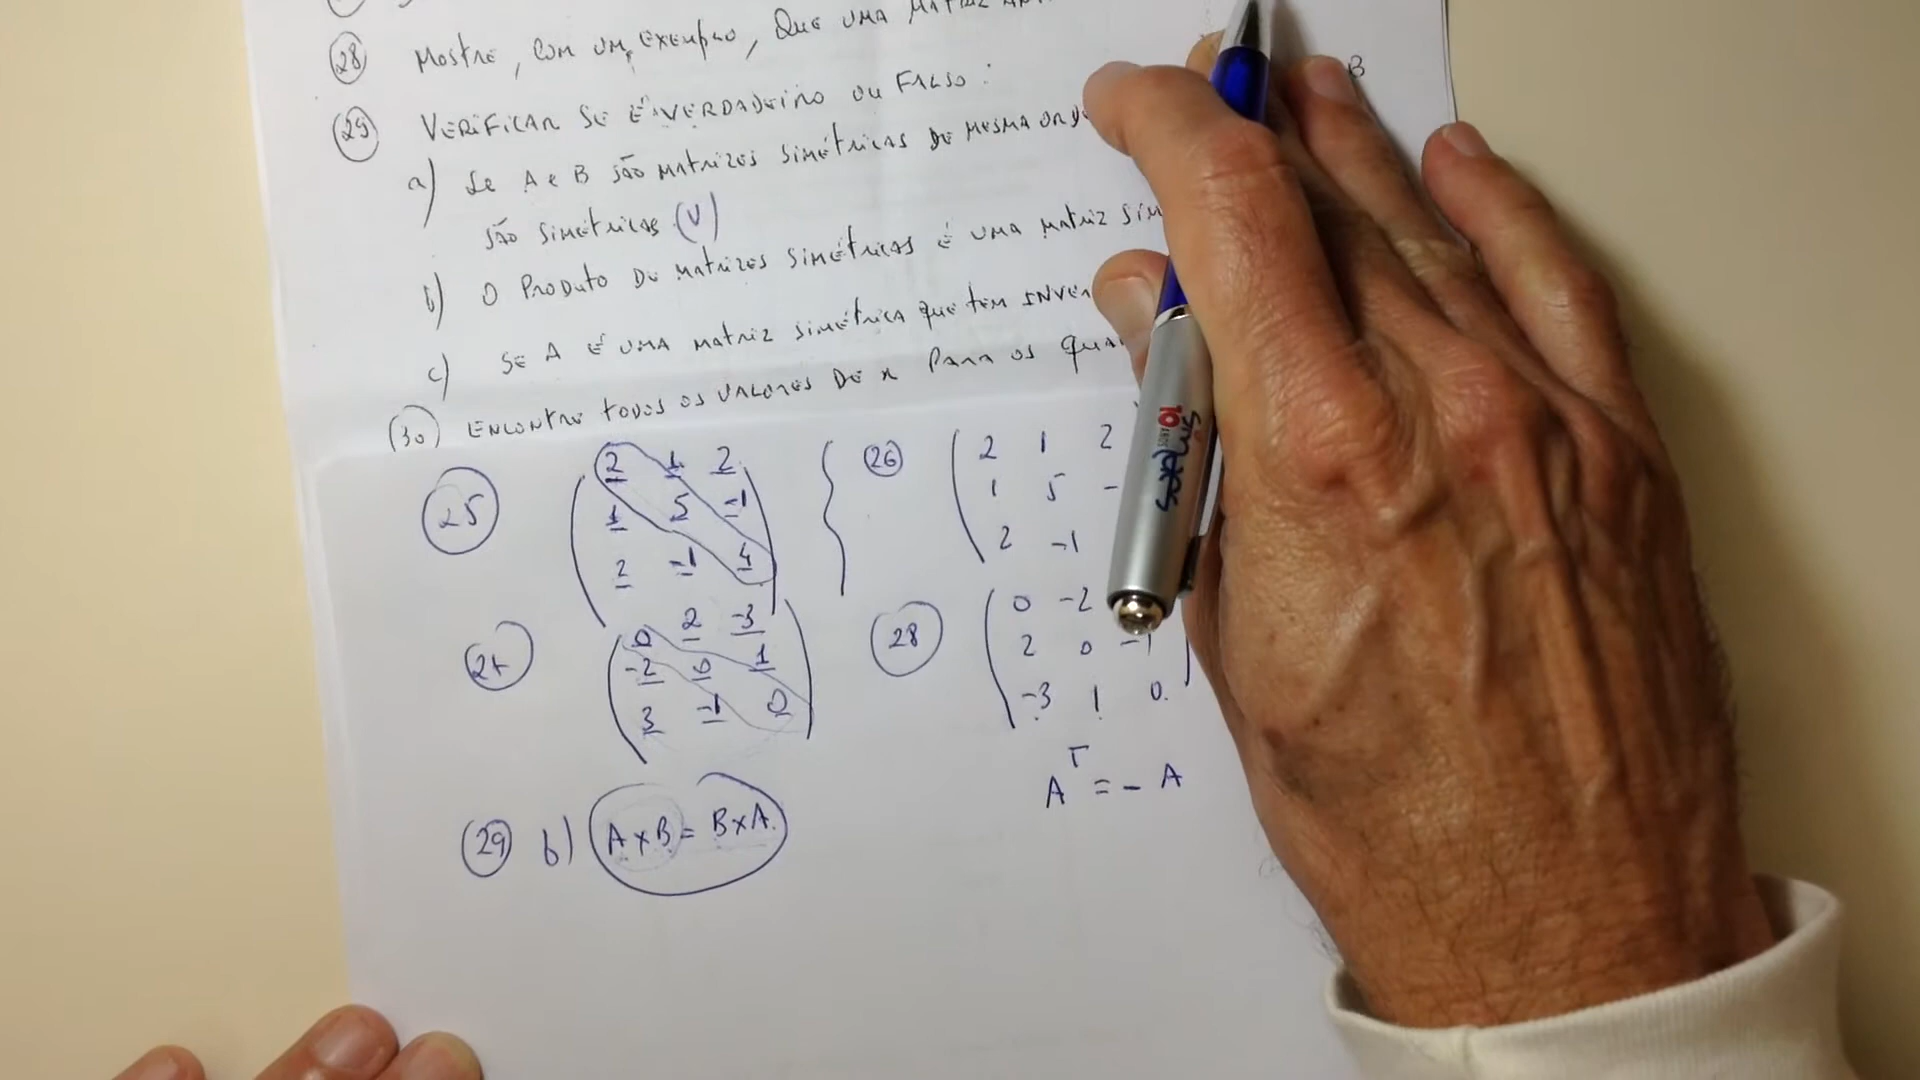 28 Mostre, com um exemplo, que uma matriz
29 Verificar se é verdadeiro ou falso: B
a) Se A e B são matrizes simétricas de mesma
são simétricas (V)
b) O produto de matrizes simétricas é uma matriz
c) Se A é uma matriz simétrica que tem
30 Encontre todos os valores de x para os
25
2 1 2
1 5 -1
2 -1 4
26
2 1 2
1 5 -
2 -1
27
0 2 -3
-2 0 1
3 -1 0
28
0 -2
2 0 -1
-3 1 0
A^T = - A
29 b) A x B = B x A.
10 ANOS
simples